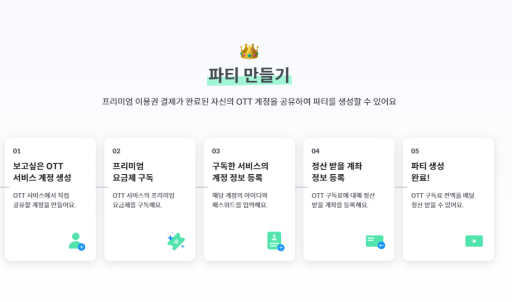 파티 만들기
프리미엄 이용권 결제가 완료된 자신의 OTT 계정을 공유하여 파티를 생성할 수 있어요
01
보고싶은 OTT
서비스 계정 생성
OTT 서비스에서 직접
공유할 계정을 만들어요.
02
프리미엄
요금제 구독
OTT 서비스의 프리미엄
요금제를 구독해요.
03
구독한 서비스의
계정 정보 등록
해당 계정의 아이디와
패스워드를 입력해요.
04
정산 받을 계좌
정보 등록
OTT 구독료에 대해 정산
받을 계좌를 등록해요.
05
파티 생성
완료!
OTT 구독료 전액을 매달
정산 받을 수 있어요.